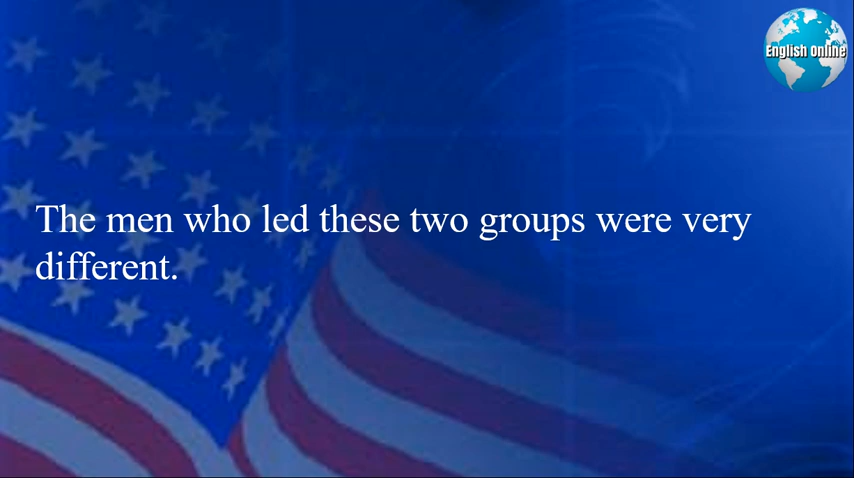 English Online
The men who led these two groups were very
different.